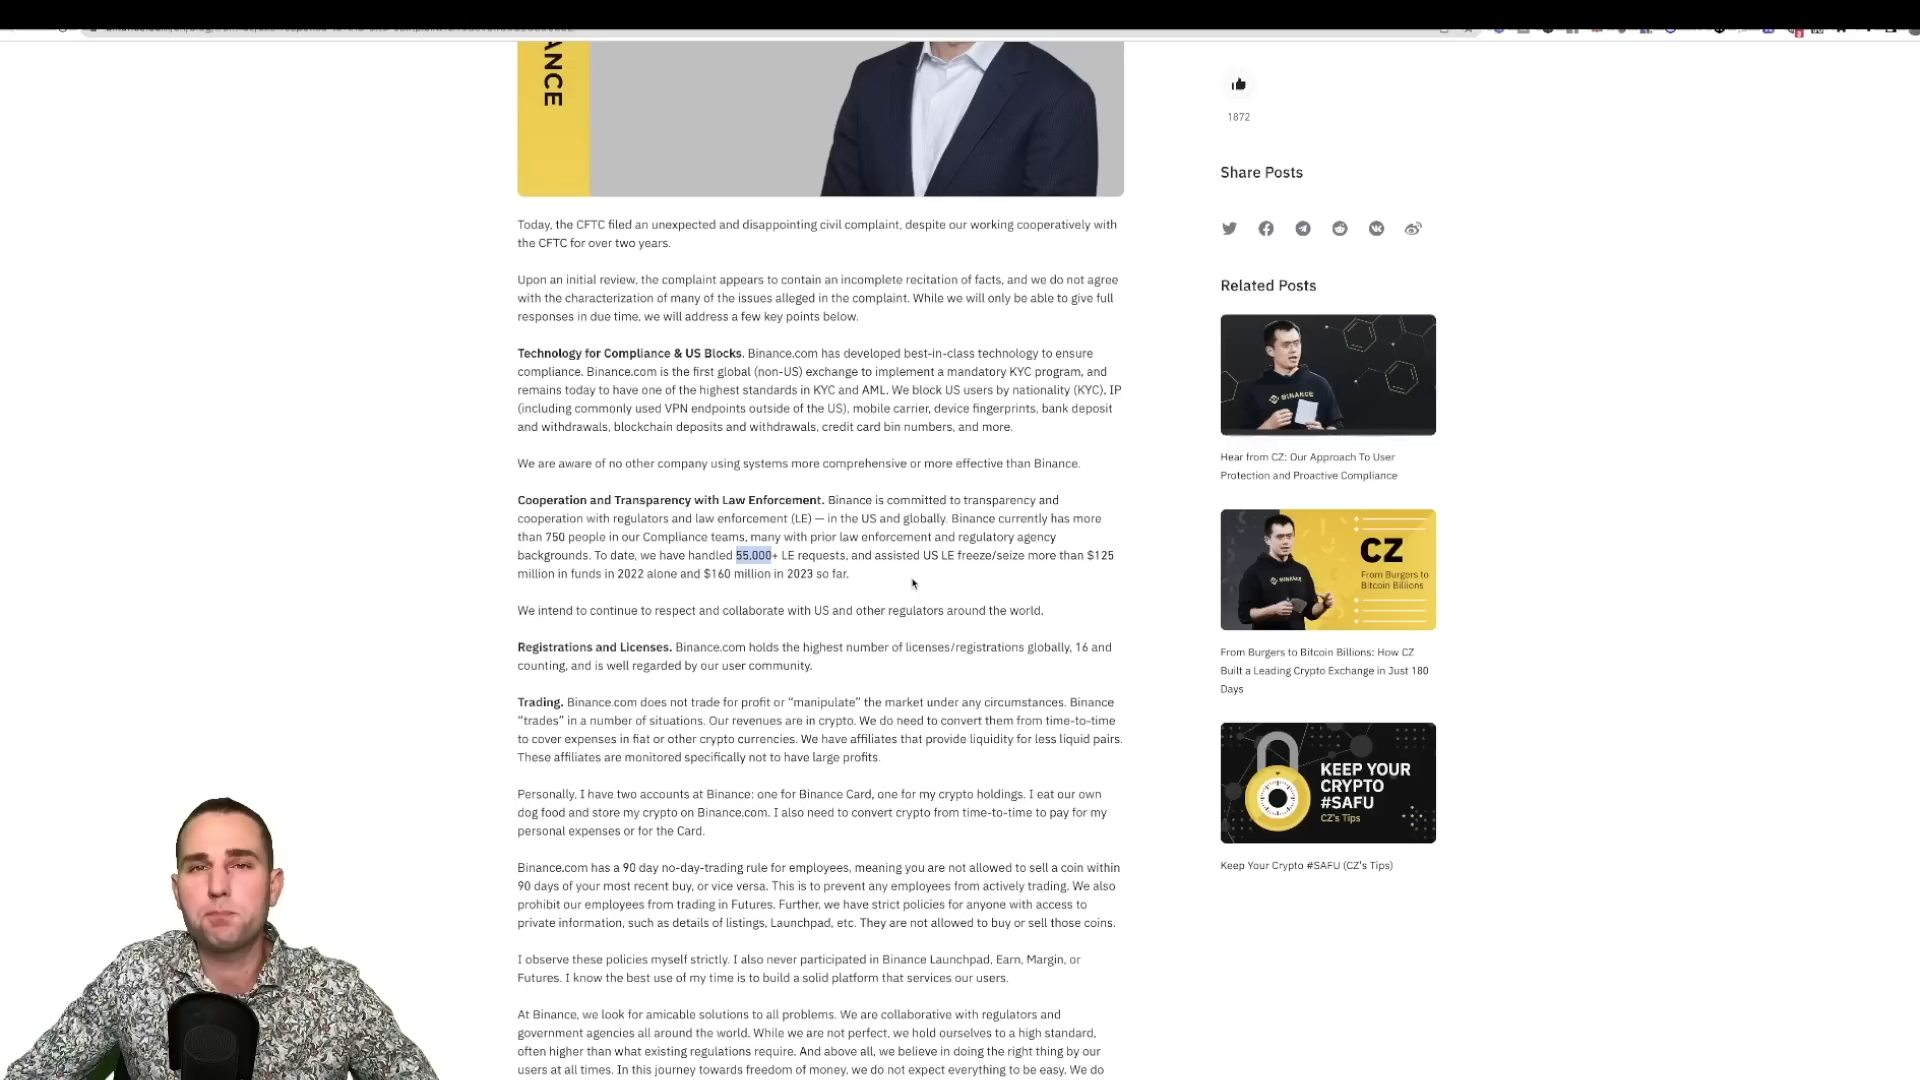 ANCE
1872
Share Posts
Today, the CFTC filed an unexpected and disappointing civil complaint, despite our working cooperatively with
the CFTC for over two years.
Upon an initial review, the complaint appears to contain an incomplete recitation of facts, and we do not agree
with the characterization of many of the issues alleged in the complaint. While we will only be able to give full
responses in due time, we will address a few key points below.
Technology for Compliance & US Blocks. Binance.com has developed best-in-class technology to ensure
compliance. Binance.com is the first global (non-US) exchange to implement a mandatory KYC program, and
remains today to have one of the highest standards in KYC and AML. We block US users by nationality (KYC), IP
(including commonly used VPN endpoints outside of the US), mobile carrier, device fingerprints, bank deposit
and withdrawals, blockchain deposits and withdrawals, credit card bin numbers, and more.
We are aware of no other company using systems more comprehensive or more effective than Binance.
Cooperation and Transparency with Law Enforcement. Binance is committed to transparency and
cooperation with regulators and law enforcement (LE) — in the US and globally. Binance currently has more
than 750 people in our Compliance teams, many with prior law enforcement and regulatory agency
backgrounds. To date, we have handled 55,000+ LE requests, and assisted US LE freeze/seize more than $125
million in funds in 2022 alone and $160 million in 2023 so far.
We intend to continue to respect and collaborate with US and other regulators around the world.
Registrations and Licenses. Binance.com holds the highest number of licenses/registrations globally, 16 and
counting, and is well regarded by our user community.
Trading. Binance.com does not trade for profit or “manipulate” the market under any circumstances. Binance
“trades” in a number of situations. Our revenues are in crypto. We do need to convert them from time-to-time
to cover expenses in fiat or other crypto currencies. We have affiliates that provide liquidity for less liquid pairs.
These affiliates are monitored specifically not to have large profits.
Personally, I have two accounts at Binance: one for Binance Card, one for my crypto holdings. I eat our own
dog food and store my crypto on Binance.com. I also need to convert crypto from time-to-time to pay for my
personal expenses or for the Card.
Binance.com has a 90 day no-day-trading rule for employees, meaning you are not allowed to sell a coin within
90 days of your most recent buy, or vice versa. This is to prevent any employees from actively trading. We also
prohibit our employees from trading in Futures. Further, we have strict policies for anyone with access to
private information, such as details of listings, Launchpad, etc. They are not allowed to buy or sell those coins.
I observe these policies myself strictly. I also never participated in Binance Launchpad, Earn, Margin, or
Futures. I know the best use of my time is to build a solid platform that services our users.
At Binance, we look for amicable solutions to all problems. We are collaborative with regulators and
government agencies all around the world. While we are not perfect, we hold ourselves to a high standard,
often higher than what existing regulations require. And above all, we believe in doing the right thing by our
users at all times. In this journey towards freedom of money, we do not expect everything to be easy. We do
Related Posts
BINANCE
Hear from CZ: Our Approach To User
Protection and Proactive Compliance
CZ
From Burgers to
Bitcoin Billions
BINANCE
From Burgers to Bitcoin Billions: How CZ
Built a Leading Crypto Exchange in Just 180
Days
KEEP YOUR
CRYPTO
#SAFU
CZ's Tips
Keep Your Crypto #SAFU (CZ's Tips)